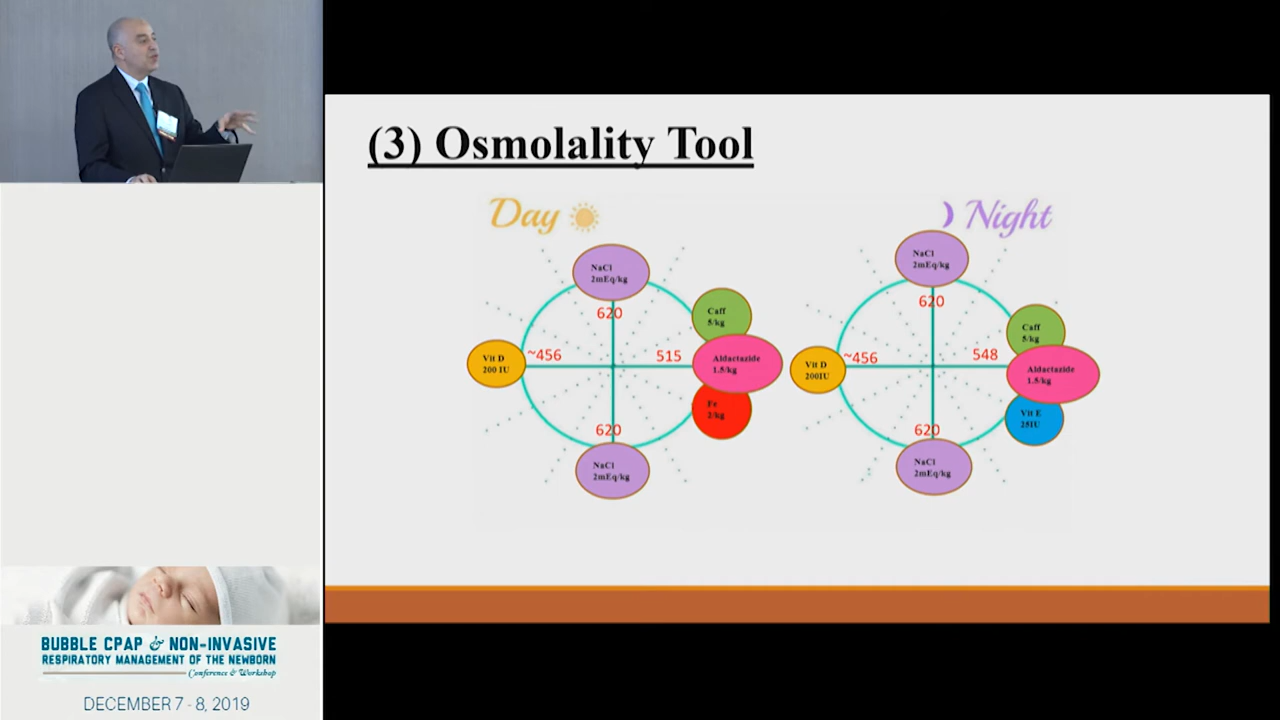 (3) Osmolality Tool
Day
Night
NaCl
2mEq/kg
620
Caff
5/kg
Vit D
200 IU
~456
515
Aldactazide
1.5/kg
Fe
2/kg
620
NaCl
2mEq/kg
NaCl
2mEq/kg
620
Caff
5/kg
Vit D
200IU
~456
548
Aldactazide
1.5/kg
Vit E
25IU
620
NaCl
2mEq/kg
BUBBLE CPAP & NON-INVASIVE
RESPIRATORY MANAGEMENT OF THE NEWBORN
Conference & Workshop
DECEMBER 7 - 8, 2019